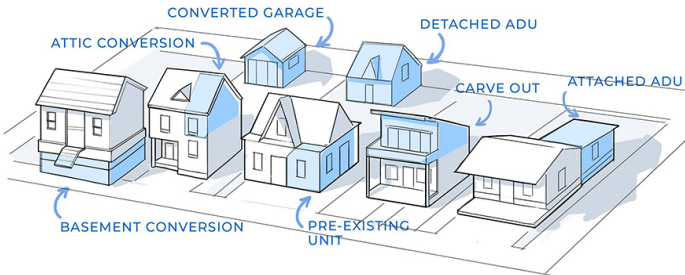 CONVERTED GARAGE
DETACHED ADU
ATTIC CONVERSION
CARVE OUT
ATTACHED ADU
BASEMENT CONVERSION
PRE-EXISTING
UNIT